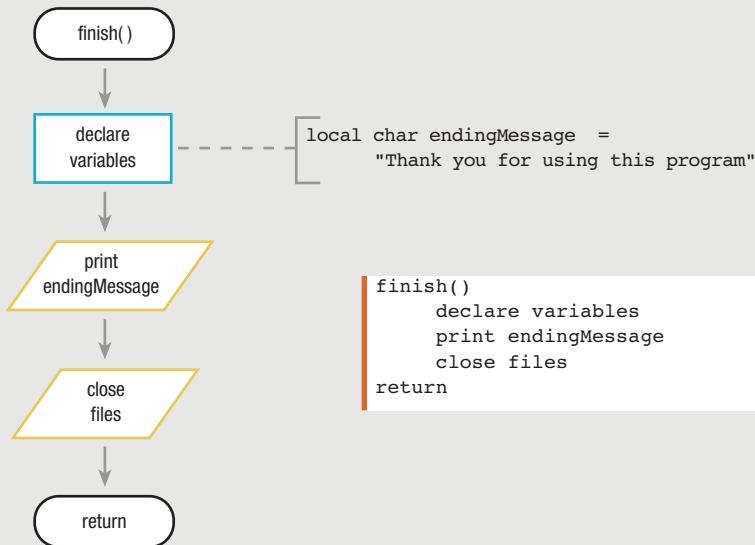 finish( )
declare
variables
local char endingMessage =
"Thank you for using this program"
print
endingMessage
finish()
declare variables
print endingMessage
close files
return
close
files
return